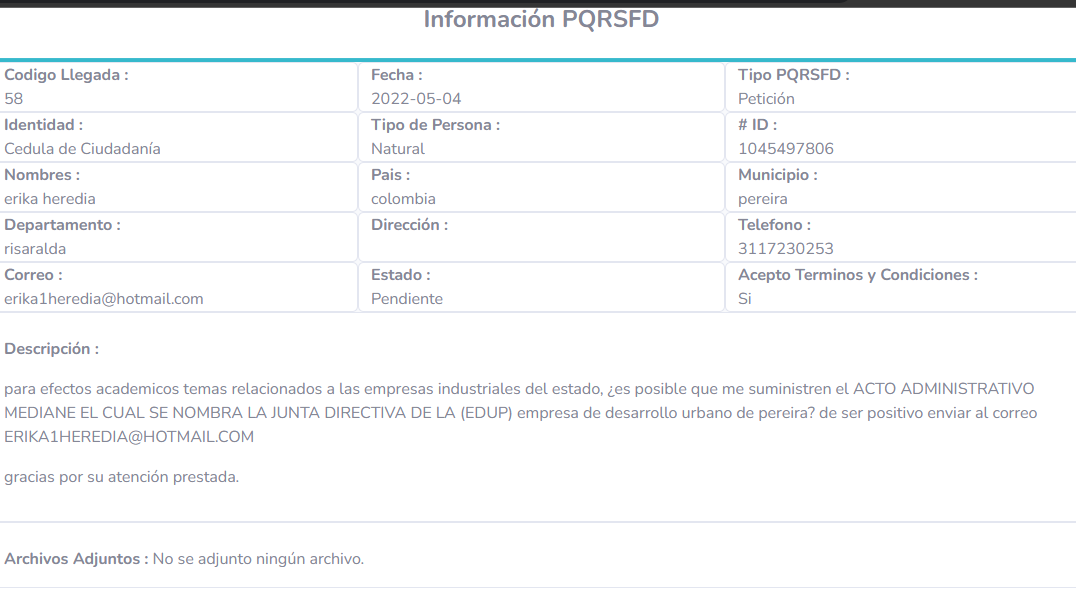 Información PQRSFD
Codigo Llegada :
58
Fecha :
2022-05-04
Tipo PQRSFD :
Petición
Identidad :
Cedula de Ciudadanía
Tipo de Persona :
Natural
# ID :
1045497806
Nombres :
erika heredia
Pais :
colombia
Municipio :
pereira
Departamento :
risaralda
Dirección :
Telefono :
3117230253
Correo :
erika1heredia@hotmail.com
Estado :
Pendiente
Acepto Terminos y Condiciones :
Si
Descripción :
para efectos academicos temas relacionados a las empresas industriales del estado, ¿es posible que me suministren el ACTO ADMINISTRATIVO
MEDIANE EL CUAL SE NOMBRA LA JUNTA DIRECTIVA DE LA (EDUP) empresa de desarrollo urbano de pereira? de ser positivo enviar al correo
ERIKA1HEREDIA@HOTMAIL.COM
gracias por su atención prestada.
Archivos Adjuntos : No se adjunto ningún archivo.